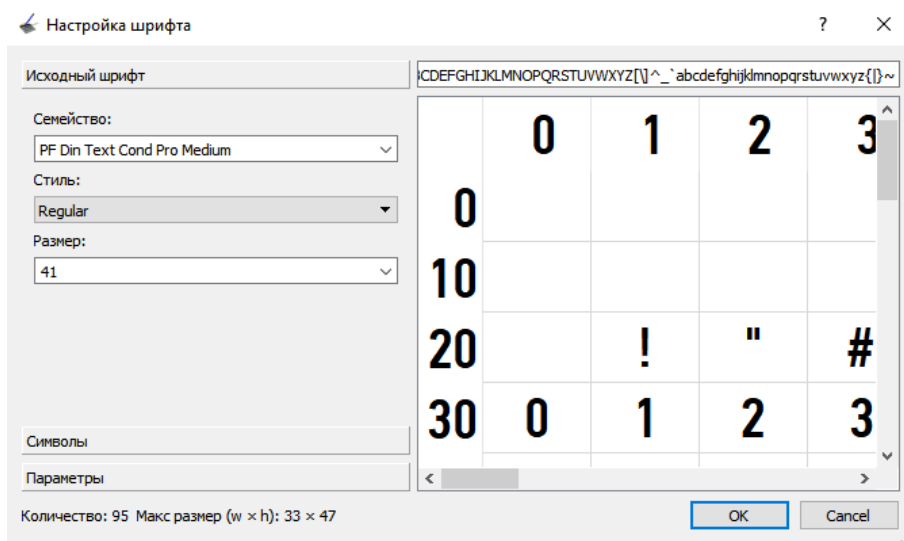 Настройка шрифта ? ×
Исходный шрифт
CDEFGHIJKLMNOPQRSTUVWXYZ[\]^_`abcdefghijklmnopqrstuvwxyz{|}~
Семейство:
PF Din Text Cond Pro Medium
Стиль:
Regular
Размер:
41
0 1 2 3
0
10
20 ! " #
30 0 1 2 3
Символы
Параметры
Количество: 95 Макс размер (w × h): 33 × 47
OK Cancel